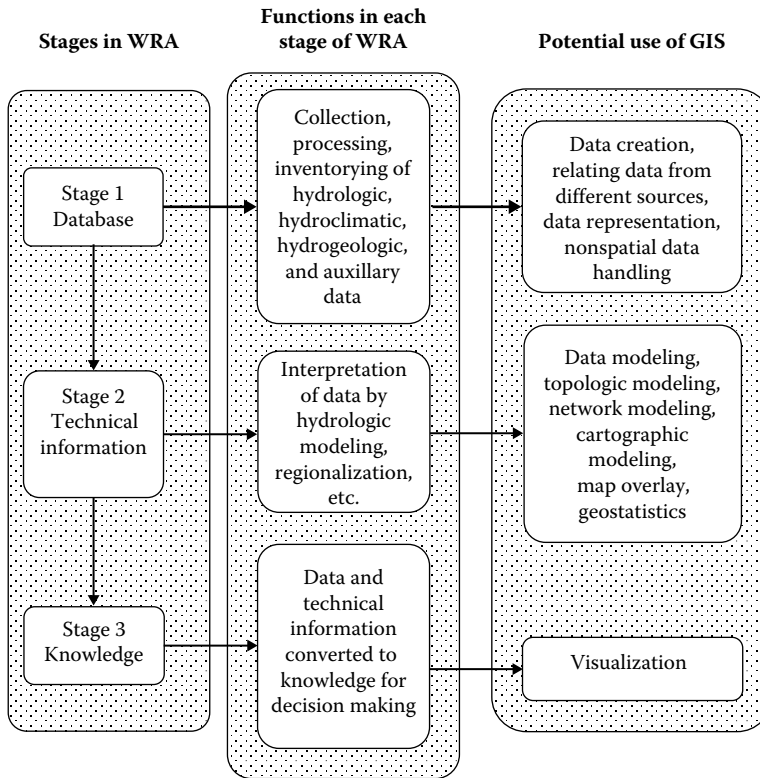 Stages in WRA
Functions in each
stage of WRA
Potential use of GIS
Stage 1
Database
Collection,
processing,
inventorying of
hydrologic,
hydroclimatic,
hydrogeologic,
and auxillary
data
Data creation,
relating data from
different sources,
data representation,
nonspatial data
handling
Stage 2
Technical
information
Interpretation
of data by
hydrologic
modeling,
regionalization,
etc.
Data modeling,
topologic modeling,
network modeling,
cartographic
modeling,
map overlay,
geostatistics
Stage 3
Knowledge
Data and
technical
information
converted to
knowledge for
decision making
Visualization